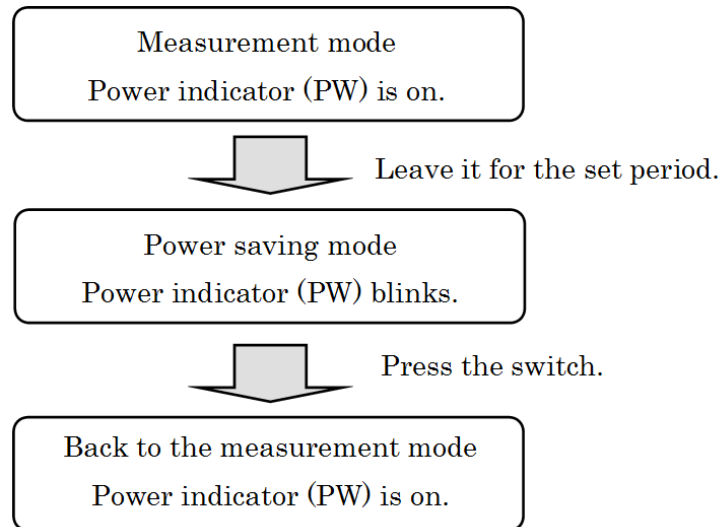 Measurement mode
Power indicator (PW) is on.
Leave it for the set period.
Power saving mode
Power indicator (PW) blinks.
Press the switch.
Back to the measurement mode
Power indicator (PW) is on.